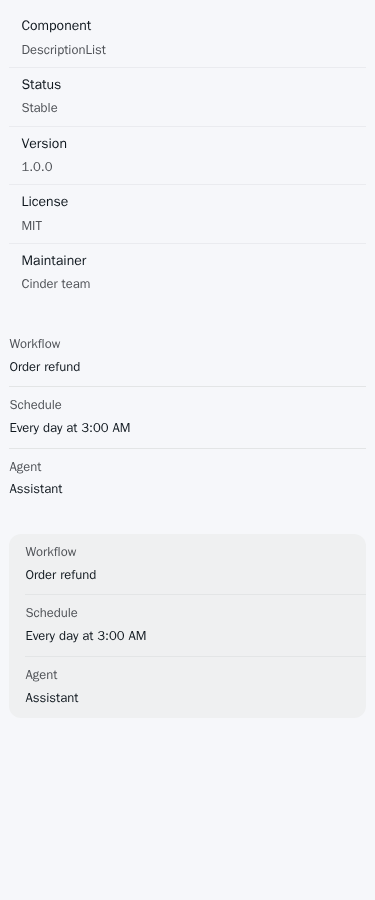 Component
DescriptionList
Status
Stable
Version
1.0.0
License
MIT
Maintainer
Cinder team
Workflow
Order refund
Schedule
Every day at 3:00 AM
Agent
Assistant
Workflow
Order refund
Schedule
Every day at 3:00 AM
Agent
Assistant